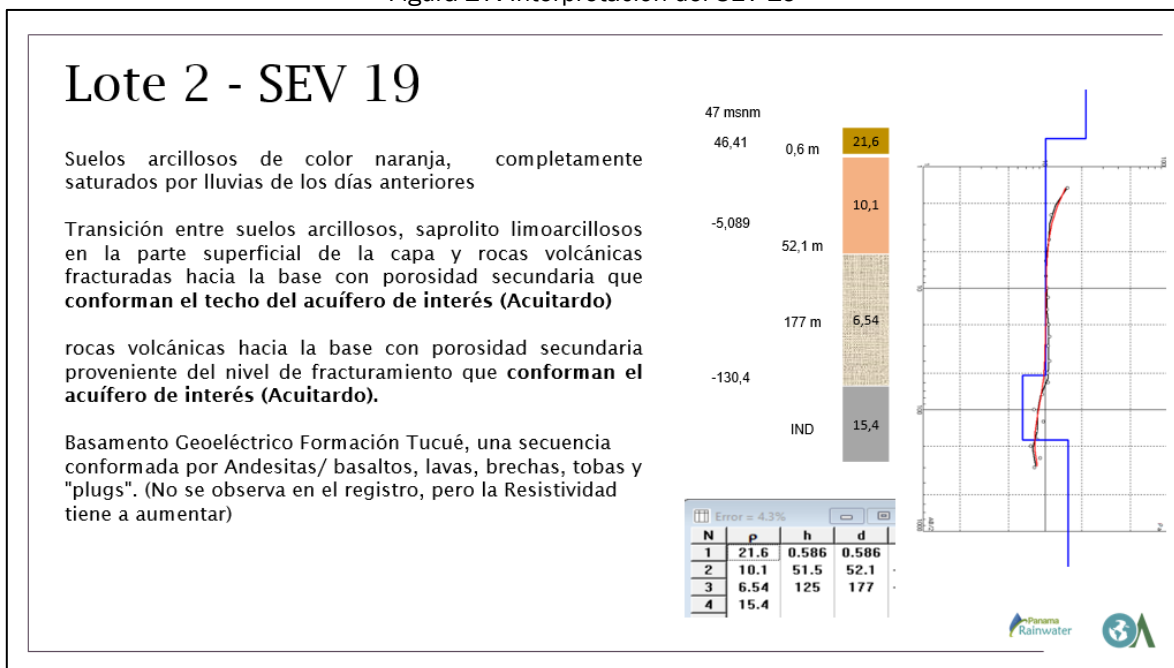 Lote 2 - SEV 19
Suelos arcillosos de color naranja, completamente
saturados por lluvias de los días anteriores
Transición entre suelos arcillosos, saprolito limoarcillosos
en la parte superficial de la capa y rocas volcánicas
fracturadas hacia la base con porosidad secundaria que
conforman el techo del acuífero de interés (Acuitardo)
rocas volcánicas hacia la base con porosidad secundaria
proveniente del nivel de fracturamiento que conforman el
acuífero de interés (Acuitardo).
Basamento Geoeléctrico Formación Tucué, una secuencia
conformada por Andesitas/ basaltos, lavas, brechas, tobas y
"plugs". (No se observa en el registro, pero la Resistividad
tiene a aumentar)
47 msnm
46,41
0,6 m
21,6
10,1
-5,089
52,1 m
177 m
6,54
-130,4
IND
15,4
Error = 4.3%
N ρ h d
1 21.6 0.586 0.586
2 10.1 51.5 52.1
3 6.54 125 177
4 15.4
Panama
Rainwater